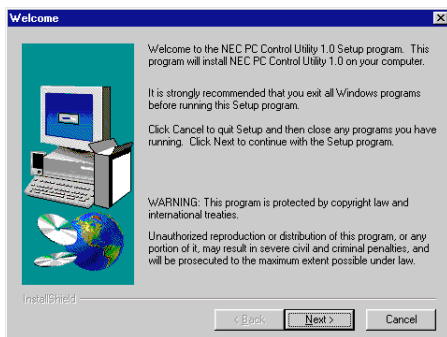 Welcome
Welcome to the NEC PC Control Utility 1.0 Setup program. This
program will install NEC PC Control Utility 1.0 on your computer.
It is strongly recommended that you exit all Windows programs
before running this Setup program.
Click Cancel to quit Setup and then close any programs you have
running. Click Next to continue with the Setup program.
WARNING: This program is protected by copyright law and
international treaties.
Unauthorized reproduction or distribution of this program, or any
portion of it, may result in severe civil and criminal penalties, and
will be prosecuted to the maximum extent possible under law.
InstallShield
< Back
Next >
Cancel